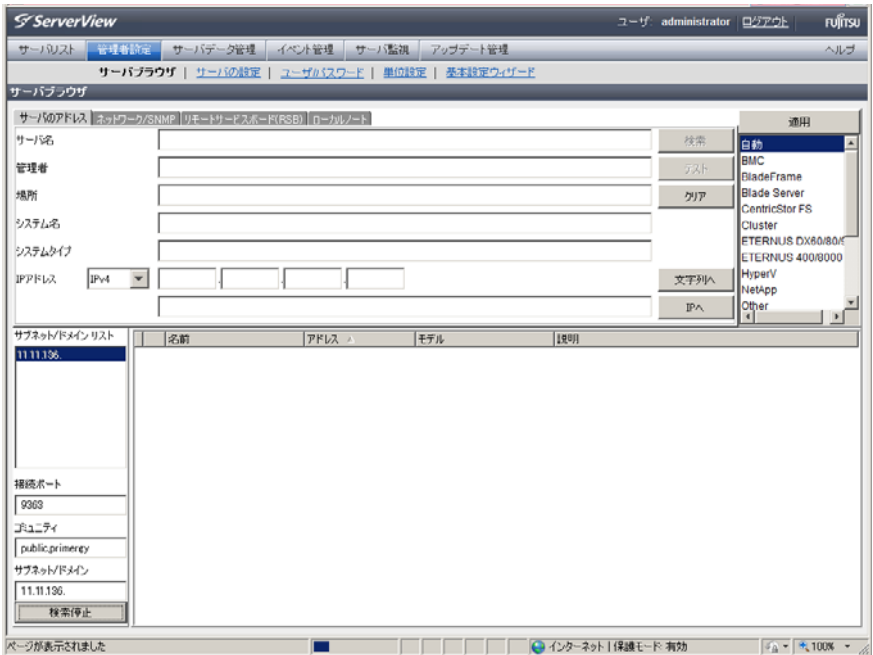 ServerView ユーザ: administrator ログアウト FUJITSU
サーバリスト 管理者設定 サーバデータ管理 イベント管理 サーバ監視 アップデート管理 ヘルプ
サーバブラウザ | サーバの設定 | ユーザパスワード | 単位設定 | 基本設定ウィザード
サーバブラウザ
サーバのアドレス ネットワーク/SNMP リモートサービスボード(RSB) ローカルノート 適用
サーバ名 検索
管理者 テスト
場所 クリア
システム名
システムタイプ
IPアドレス IPv4 . . . 文字列へ
IPへ
自動
BMC
BladeFrame
Blade Server
CentricStor FS
Cluster
ETERNUS DX60/80/9
ETERNUS 400/8000
HyperV
NetApp
Other
サブネット/ドメイン リスト 名前 アドレス モデル 説明
11.11.136.
接続ポート
9363
コミュニティ
public,primergy
サブネット/ドメイン
11.11.136.
検索停止
ページが表示されました インターネット | 保護モード: 有効 100%